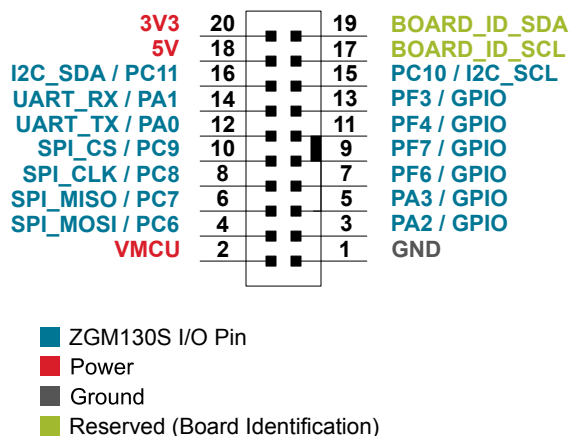 3V3 20 19 BOARD_ID_SDA
5V 18 17 BOARD_ID_SCL
I2C_SDA / PC11 16 15 PC10 / I2C_SCL
UART_RX / PA1 14 13 PF3 / GPIO
UART_TX / PA0 12 11 PF4 / GPIO
SPI_CS / PC9 10 9 PF7 / GPIO
SPI_CLK / PC8 8 7 PF6 / GPIO
SPI_MISO / PC7 6 5 PA3 / GPIO
SPI_MOSI / PC6 4 3 PA2 / GPIO
VMCU 2 1 GND
ZGM130S I/O Pin
Power
Ground
Reserved (Board Identification)